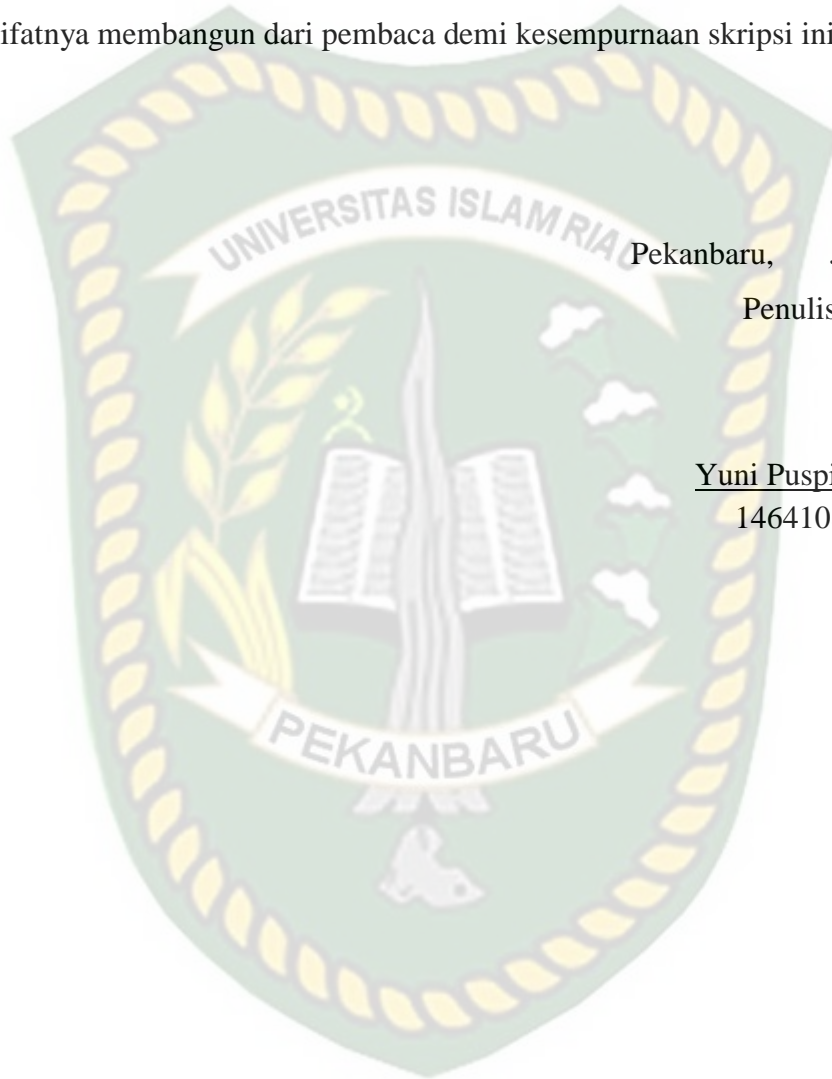 ifatnya membangun dari pembaca demi kesempurnaan skripsi ini
UNIVERSITAS ISLAM RIAU
Pekanbaru,
Penulis
Yuni Puspi
146410
PEKANBARU